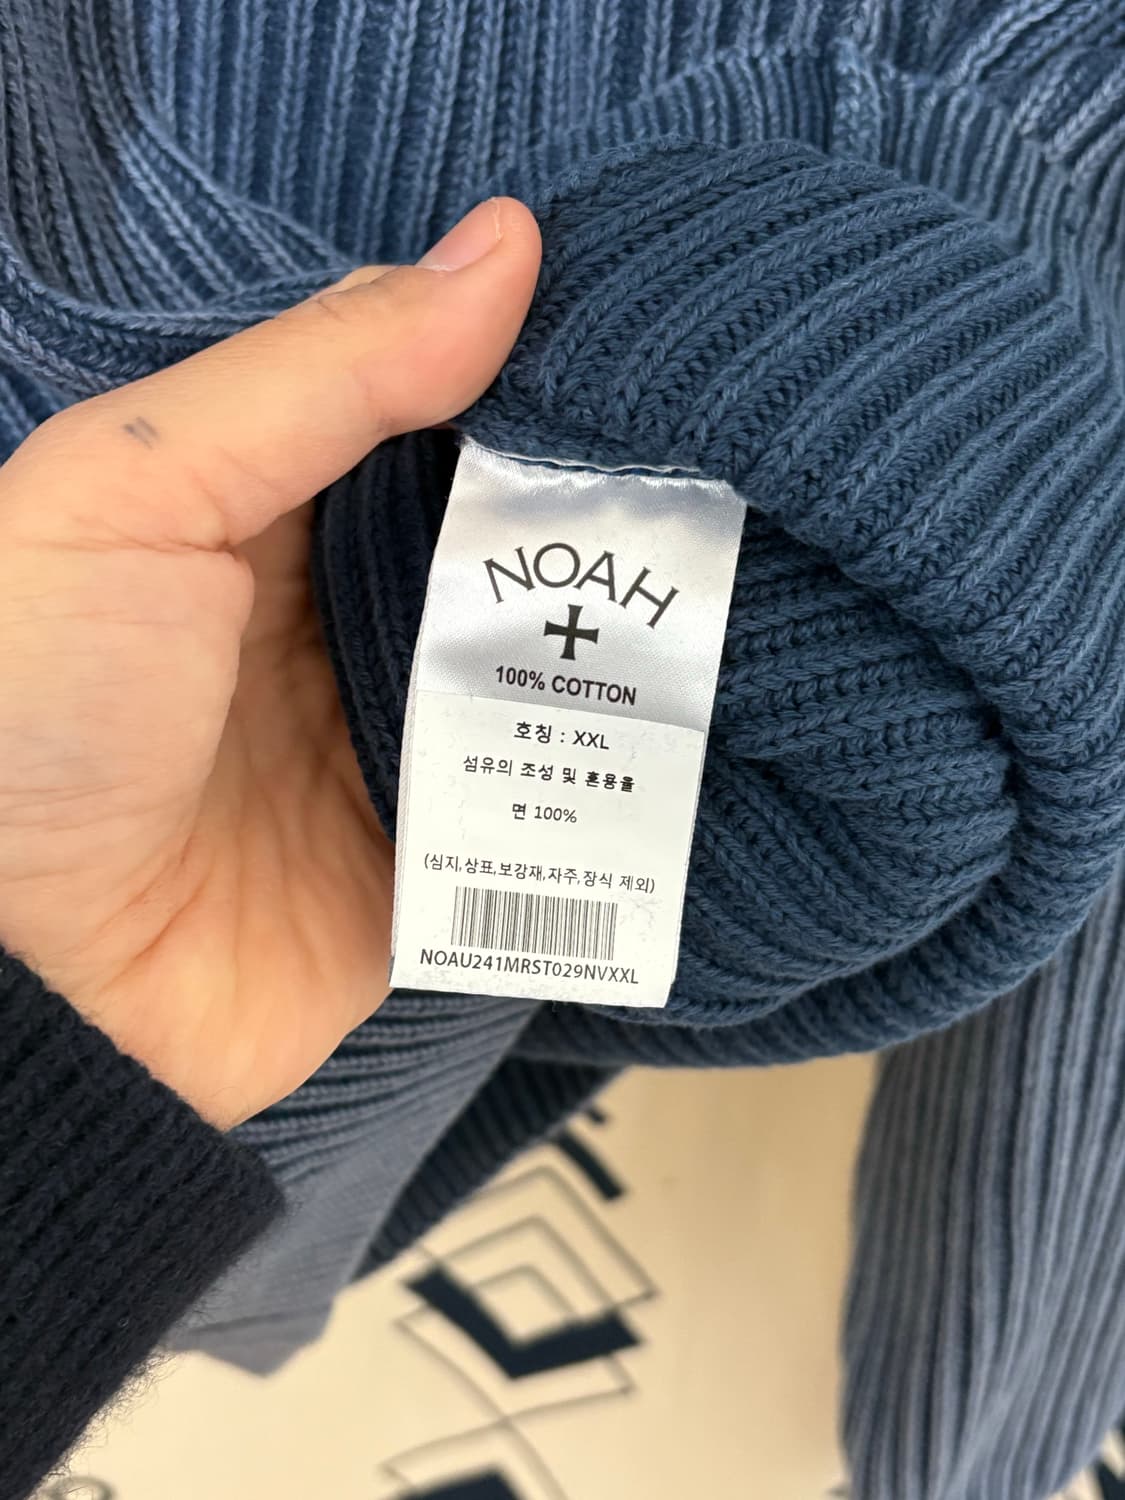 NOAH
100% COTTON
호칭 : XXL
섬유의 조성 및 혼용율
면 100%
(심지,상표,보강재,자주,장식 제외)
NOAU241MRST029NVXXL